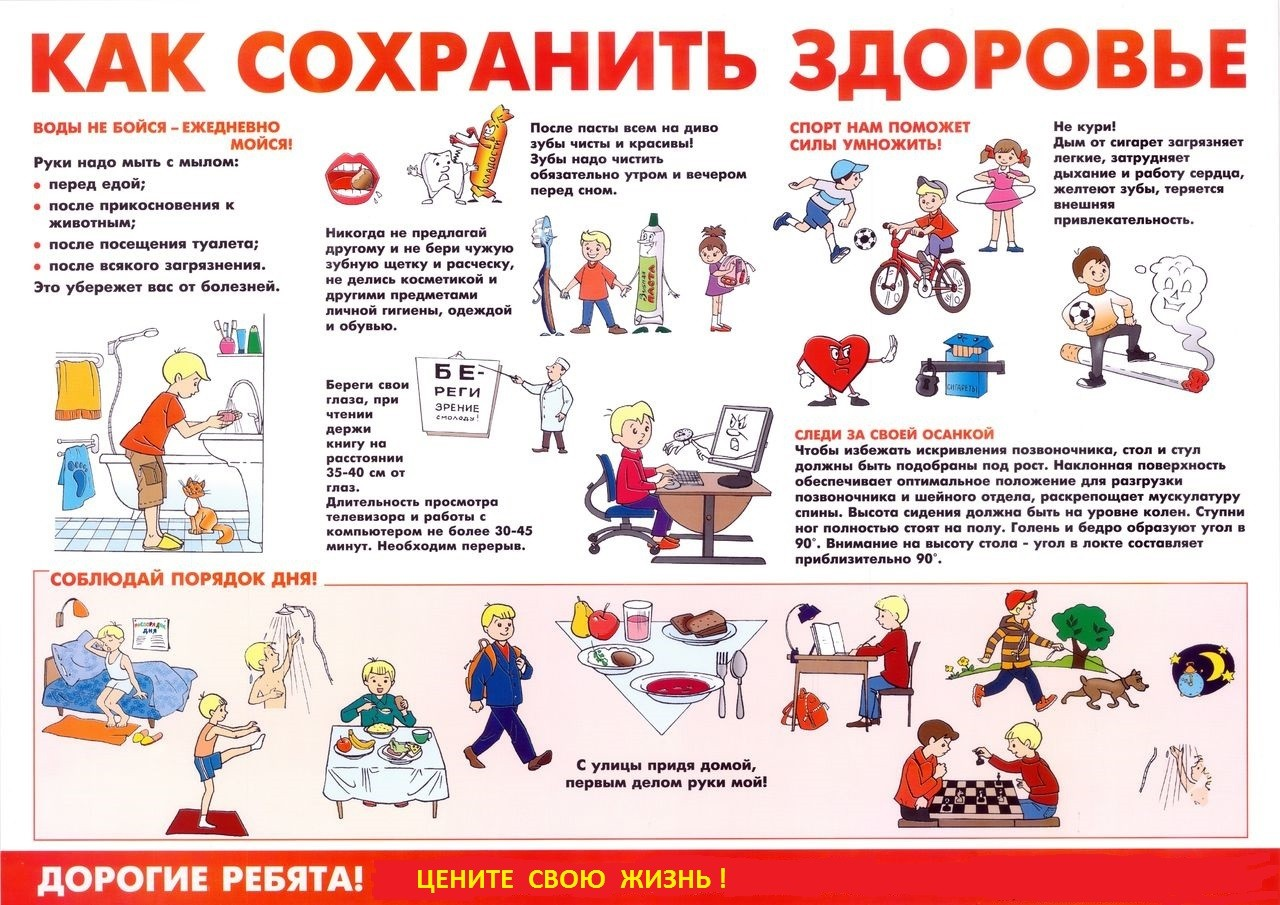 КАК СОХРАНИТЬ ЗДОРОВЬЕ
ВОДЫ НЕ БОЙСЯ – ЕЖЕДНЕВНО
МОЙСЯ!
Руки надо мыть с мылом:
• перед едой;
• после прикосновения к
животным;
• после посещения туалета;
• после всякого загрязнения.
Это убережет вас от болезней.
СЛАДОСТИ
После пасты всем на диво
зубы чисты и красивы!
Зубы надо чистить
обязательно утром и вечером
перед сном.
Никогда не предлагай
другому и не бери чужую
зубную щетку и расческу,
не делись косметикой и
другими предметами
личной гигиены, одеждой
и обувью.
Зубная
ПАСТА
Береги свои
глаза, при
чтении
держи
книгу на
расстоянии
35-40 см от
глаз.
Длительность просмотра
телевизора и работы с
компьютером не более 30-45
минут. Необходим перерыв.
БЕ-
РЕГИ
ЗРЕНИЕ
СМОЛОДУ!
СПОРТ НАМ ПОМОЖЕТ
СИЛЫ УМНОЖИТЬ!
Не кури!
Дым от сигарет загрязняет
легкие, затрудняет
дыхание и работу сердца,
желтеют зубы, теряется
внешняя
привлекательность.
СИГАРЕТЫ
СЛЕДИ ЗА СВОЕЙ ОСАНКОЙ
Чтобы избежать искривления позвоночника, стол и стул
должны быть подобраны под рост. Наклонная поверхность
обеспечивает оптимальное положение для разгрузки
позвоночника и шейного отдела, раскрепощает мускулатуру
спины. Высота сидения должна быть на уровне колен. Ступни
ног полностью стоят на полу. Голень и бедро образуют угол в
90°. Внимание на высоту стола - угол в локте составляет
приблизительно 90°.
СОБЛЮДАЙ ПОРЯДОК ДНЯ!
РАСПОРЯДОК
ДНЯ
С улицы придя домой,
первым делом руки мой!
ДОРОГИЕ РЕБЯТА!
ЦЕНИТЕ СВОЮ ЖИЗНЬ !